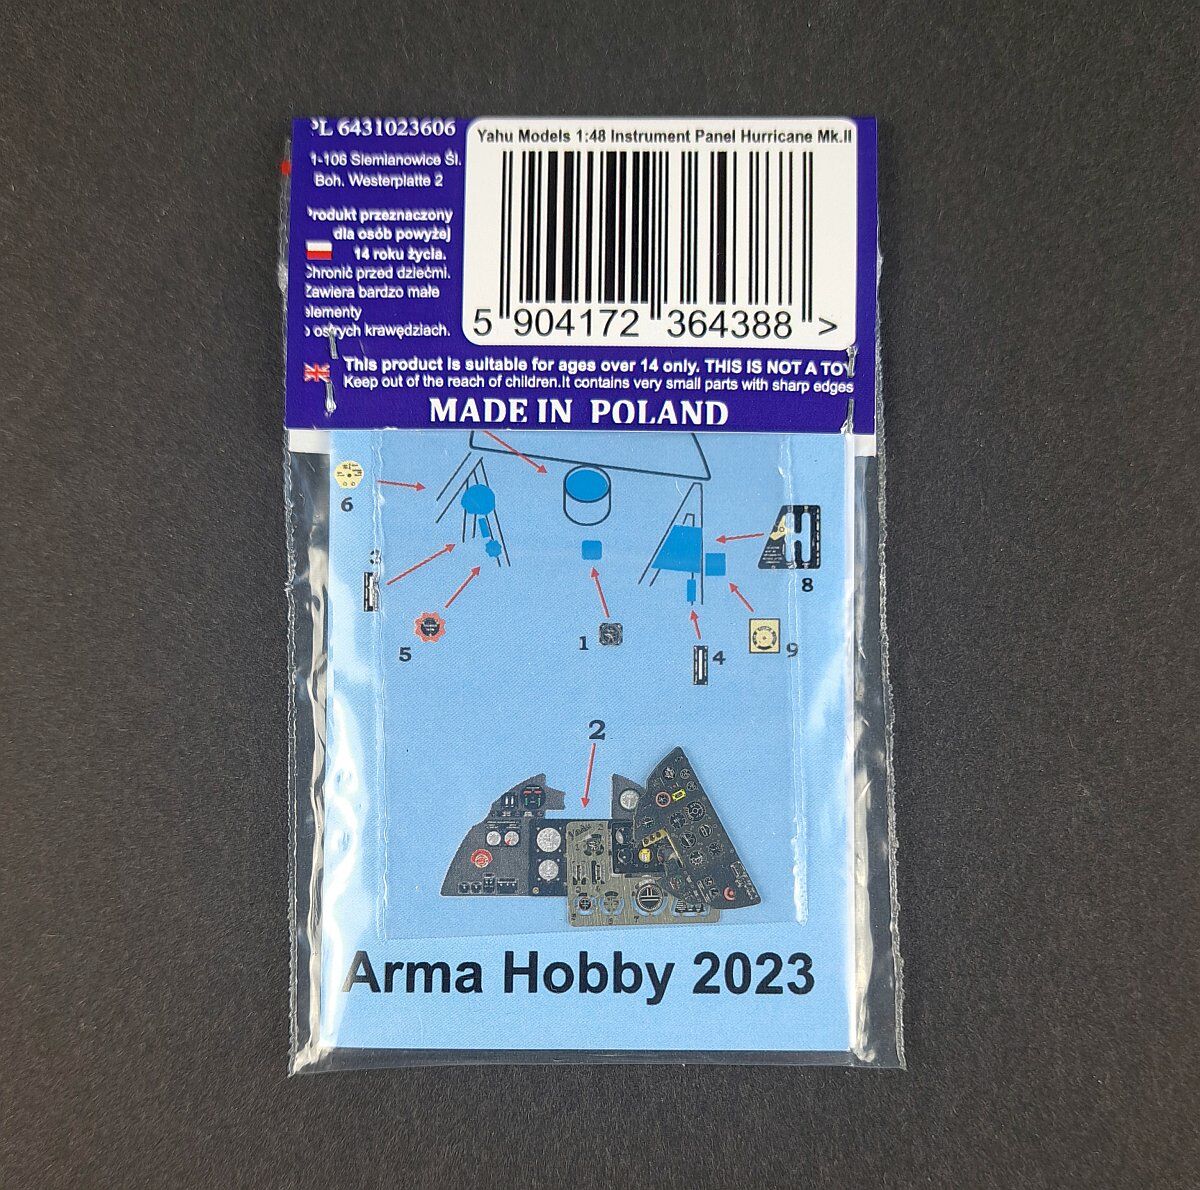 PL 6431023606
1-106 Siemianowice Śl.
Boh. Westerplatte 2
Produkt przeznaczony
dla osób powyżej
14 roku życia.
Chronić przed dziećmi.
Zawiera bardzo małe
elementy
o ostrych krawędziach.
Yahu Models 1:48 Instrument Panel Hurricane Mk.II
5 904172 364388 >
This product is suitable for ages over 14 only. THIS IS NOT A TOY
Keep out of the reach of children.It contains very small parts with sharp edges
MADE IN POLAND
6
3
8
5
1
4
9
2
Arma Hobby 2023